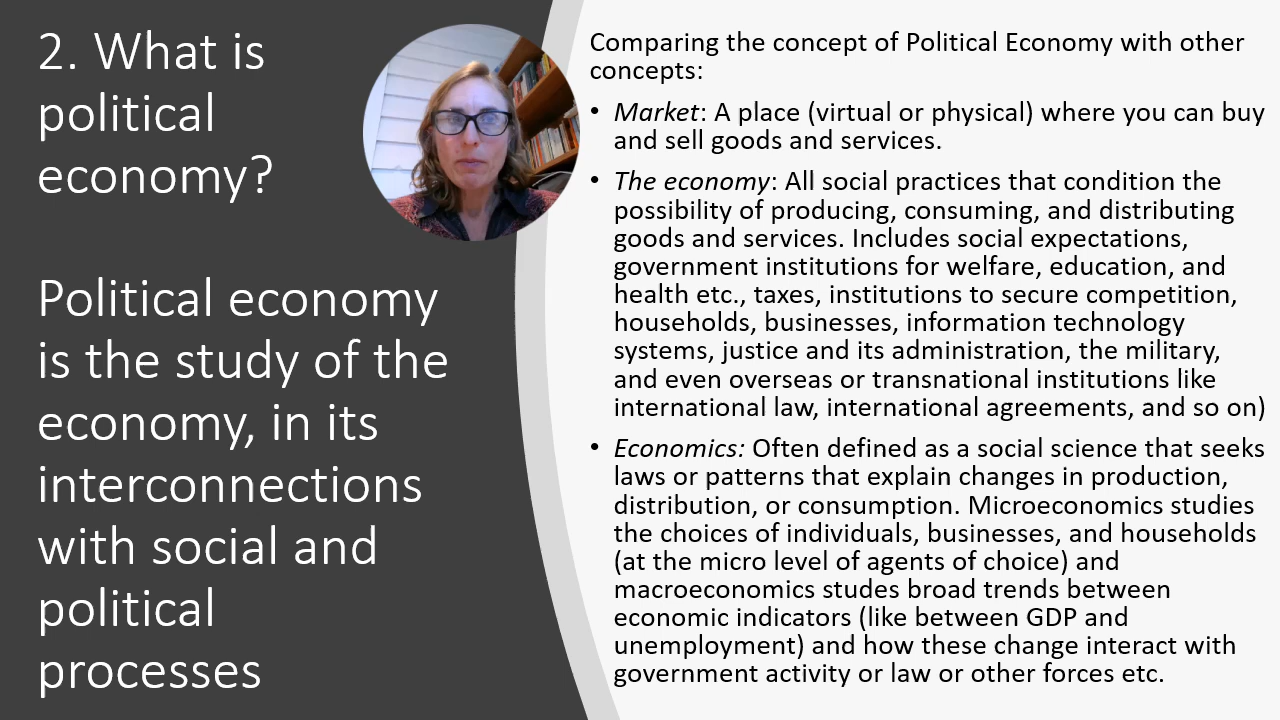 2. What is
political
economy?
Political economy
is the study of the
economy, in its
interconnections
with social and
political
processes
Comparing the concept of Political Economy with other
concepts:
• Market: A place (virtual or physical) where you can buy
and sell goods and services.
• The economy: All social practices that condition the
possibility of producing, consuming, and distributing
goods and services. Includes social expectations,
government institutions for welfare, education, and
health etc., taxes, institutions to secure competition,
households, businesses, information technology
systems, justice and its administration, the military,
and even overseas or transnational institutions like
international law, international agreements, and so on)
• Economics: Often defined as a social science that seeks
laws or patterns that explain changes in production,
distribution, or consumption. Microeconomics studies
the choices of individuals, businesses, and households
(at the micro level of agents of choice) and
macroeconomics studes broad trends between
economic indicators (like between GDP and
unemployment) and how these change interact with
government activity or law or other forces etc.